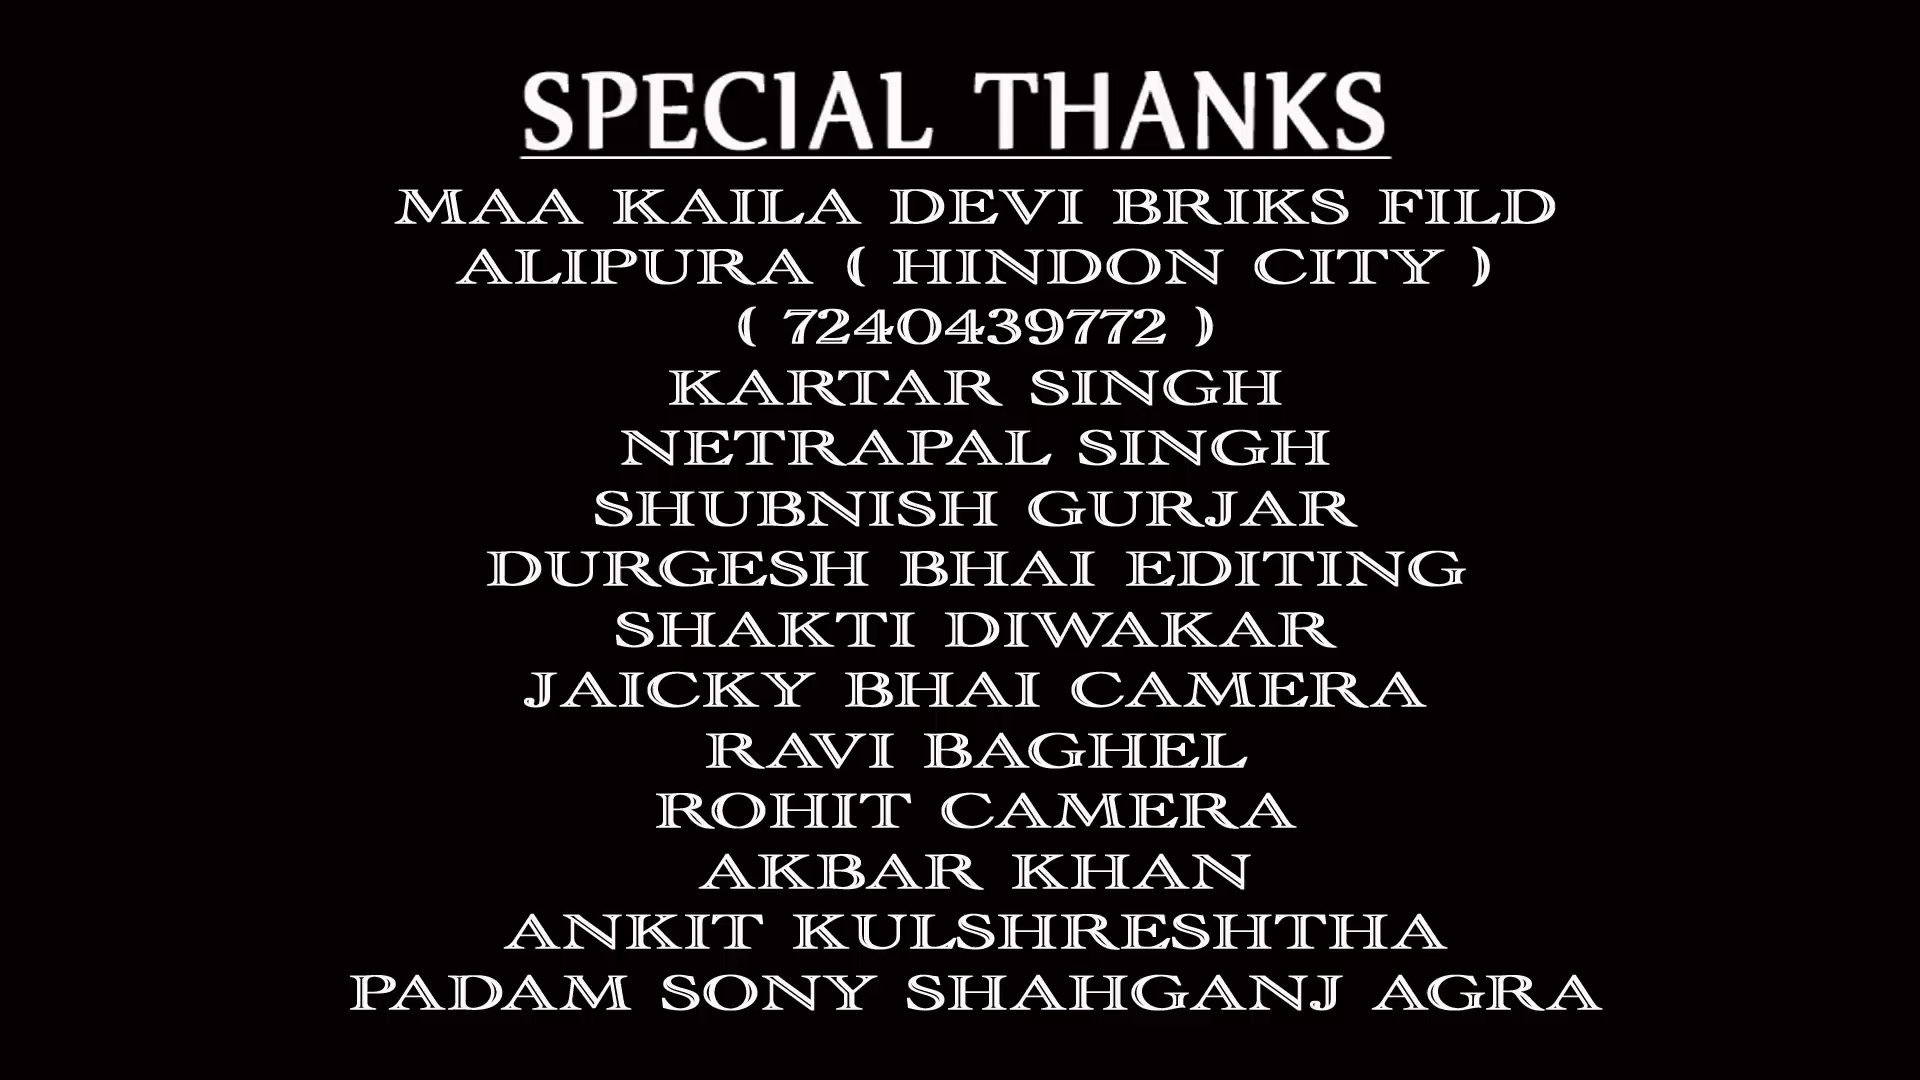 SPECIAL THANKS
MAA KAILA DEVI BRIKS FILD
ALIPURA ( HINDON CITY )
( 7240439772 )
KARTAR SINGH
NETRAPAL SINGH
SHUBNISH GURJAR
DURGESH BHAI EDITING
SHAKTI DIWAKAR
JAICKY BHAI CAMERA
RAVI BAGHEL
ROHIT CAMERA
AKBAR KHAN
ANKIT KULSHRESHTHA
PADAM SONY SHAHGANJ AGRA